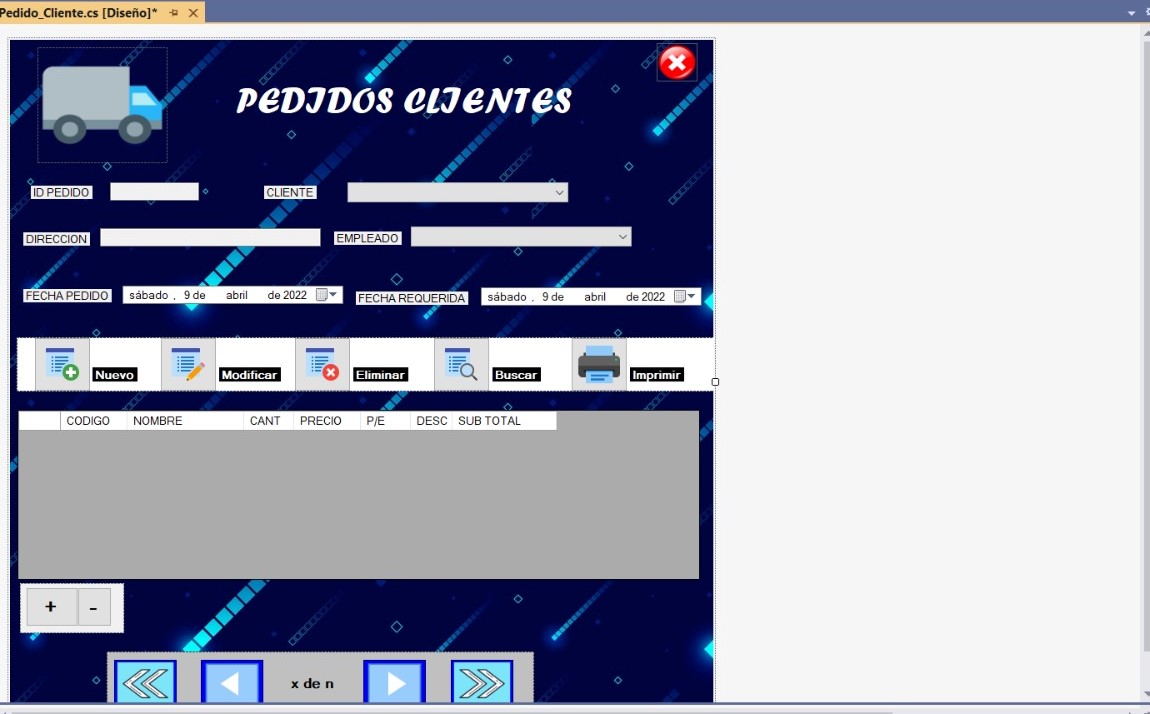 Pedido_Cliente.cs [Diseño]*
PEDIDOS CLIENTES
ID PEDIDO
CLIENTE
DIRECCION
EMPLEADO
FECHA PEDIDO sábado , 9 de abril de 2022
FECHA REQUERIDA sábado , 9 de abril de 2022
Nuevo Modificar Eliminar Buscar Imprimir
CODIGO NOMBRE CANT PRECIO P/E DESC SUB TOTAL
+ -
x de n